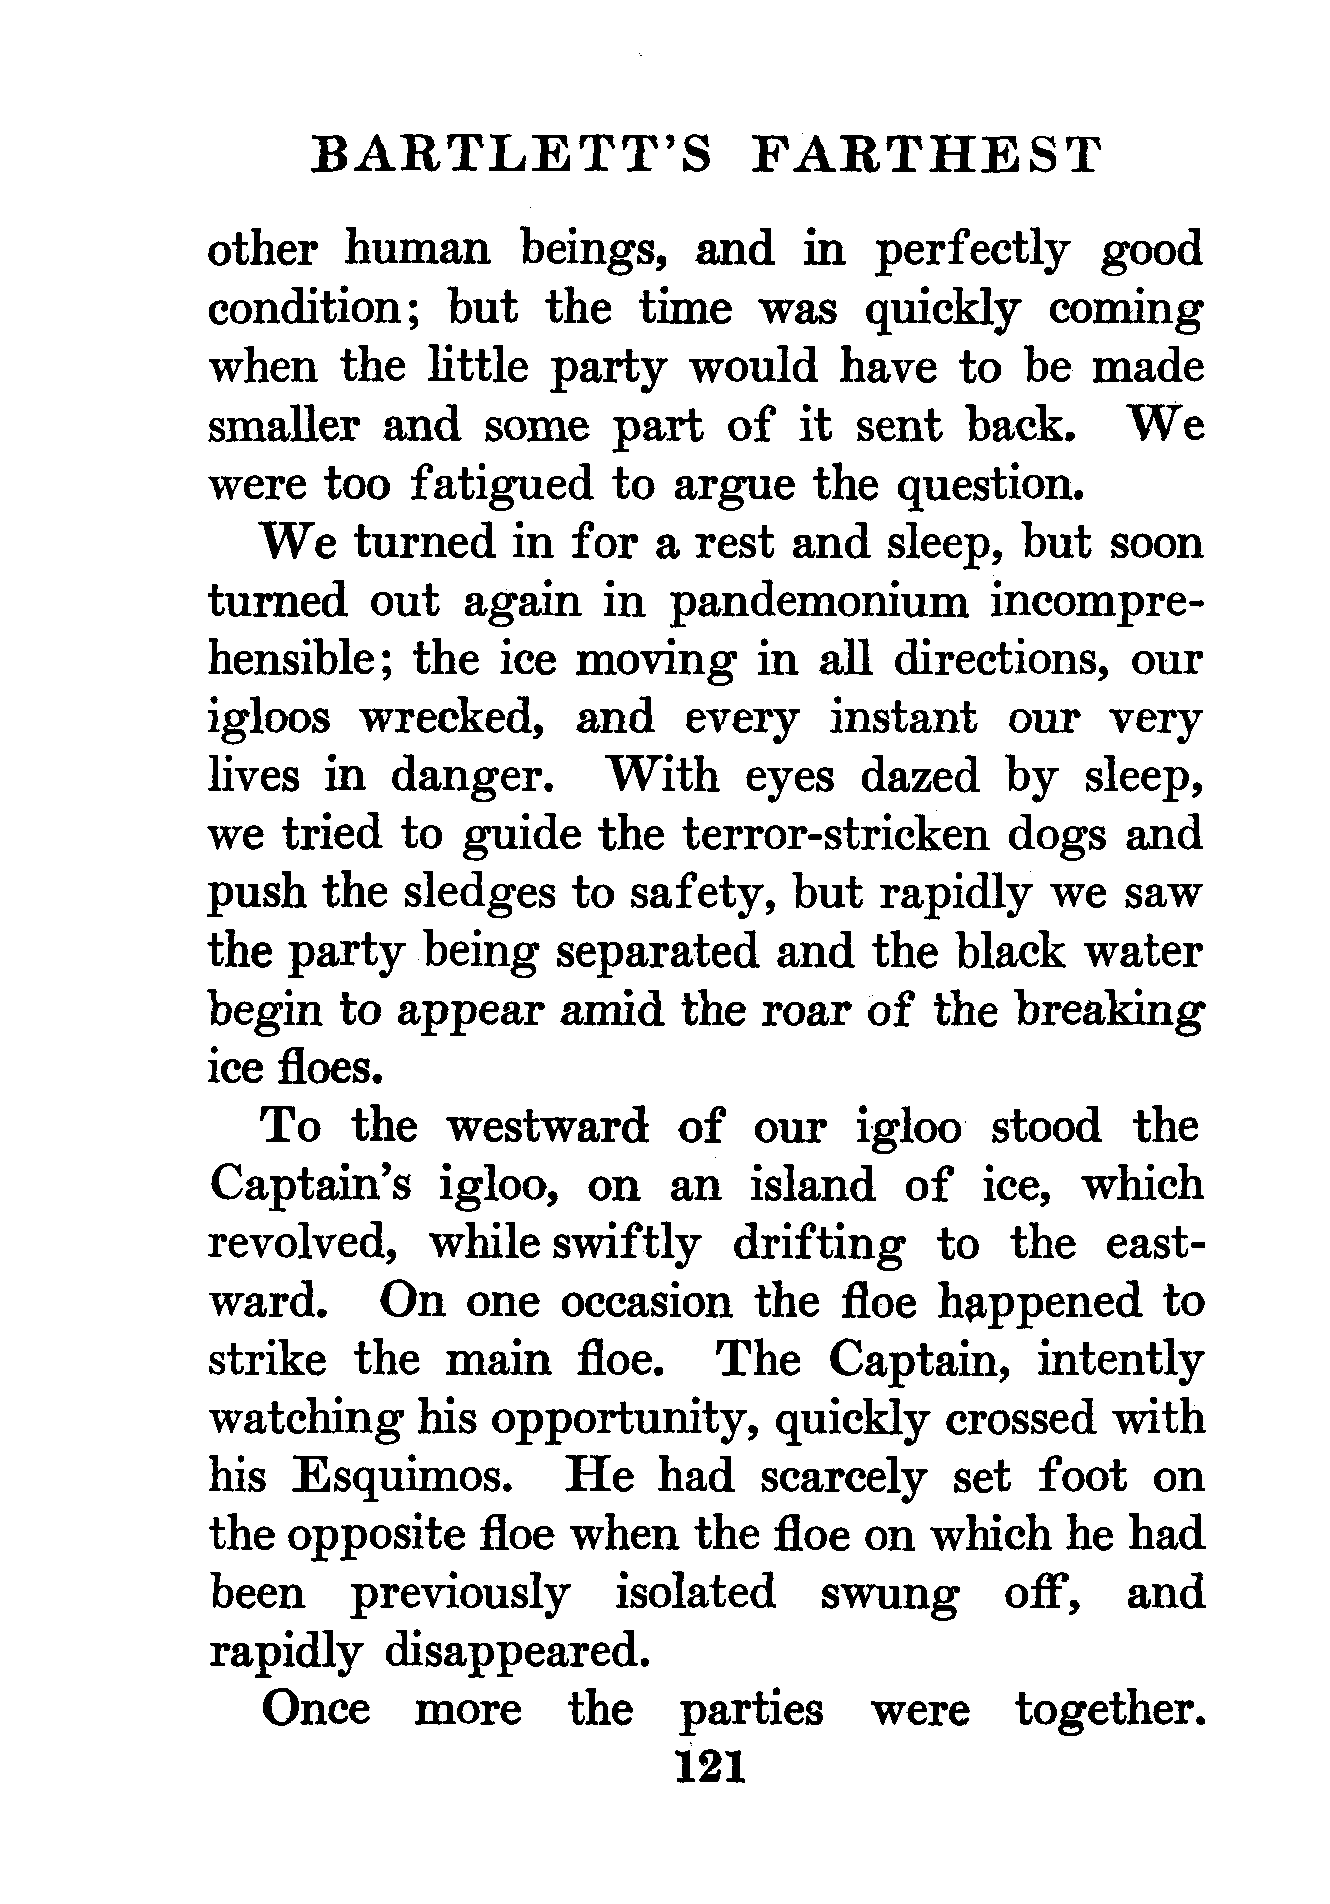 BARTLETT'S FARTHEST
other human beings, and in perfectly good
condition; but the time was quickly coming
when the little party would have to be made
smaller and some part of it sent back. We
were too fatigued to argue the question.
We turned in for a rest and sleep, but soon
turned out again in pandemonium incompre-
hensible; the ice moving in all directions, our
igloos wrecked, and every instant our very
lives in danger. With eyes dazed by sleep,
we tried to guide the terror-stricken dogs and
push the sledges to safety, but rapidly we saw
the party being separated and the black water
begin to appear amid the roar of the breaking
ice floes.
To the westward of our igloo stood the
Captain's igloo, on an island of ice, which
revolved, while swiftly drifting to the east-
ward. On one occasion the floe happened to
strike the main floe. The Captain, intently
watching his opportunity, quickly crossed with
his Esquimos. He had scarcely set foot on
the opposite floe when the floe on which he had
been previously isolated swung off, and
rapidly disappeared.
Once more the parties were together.
121